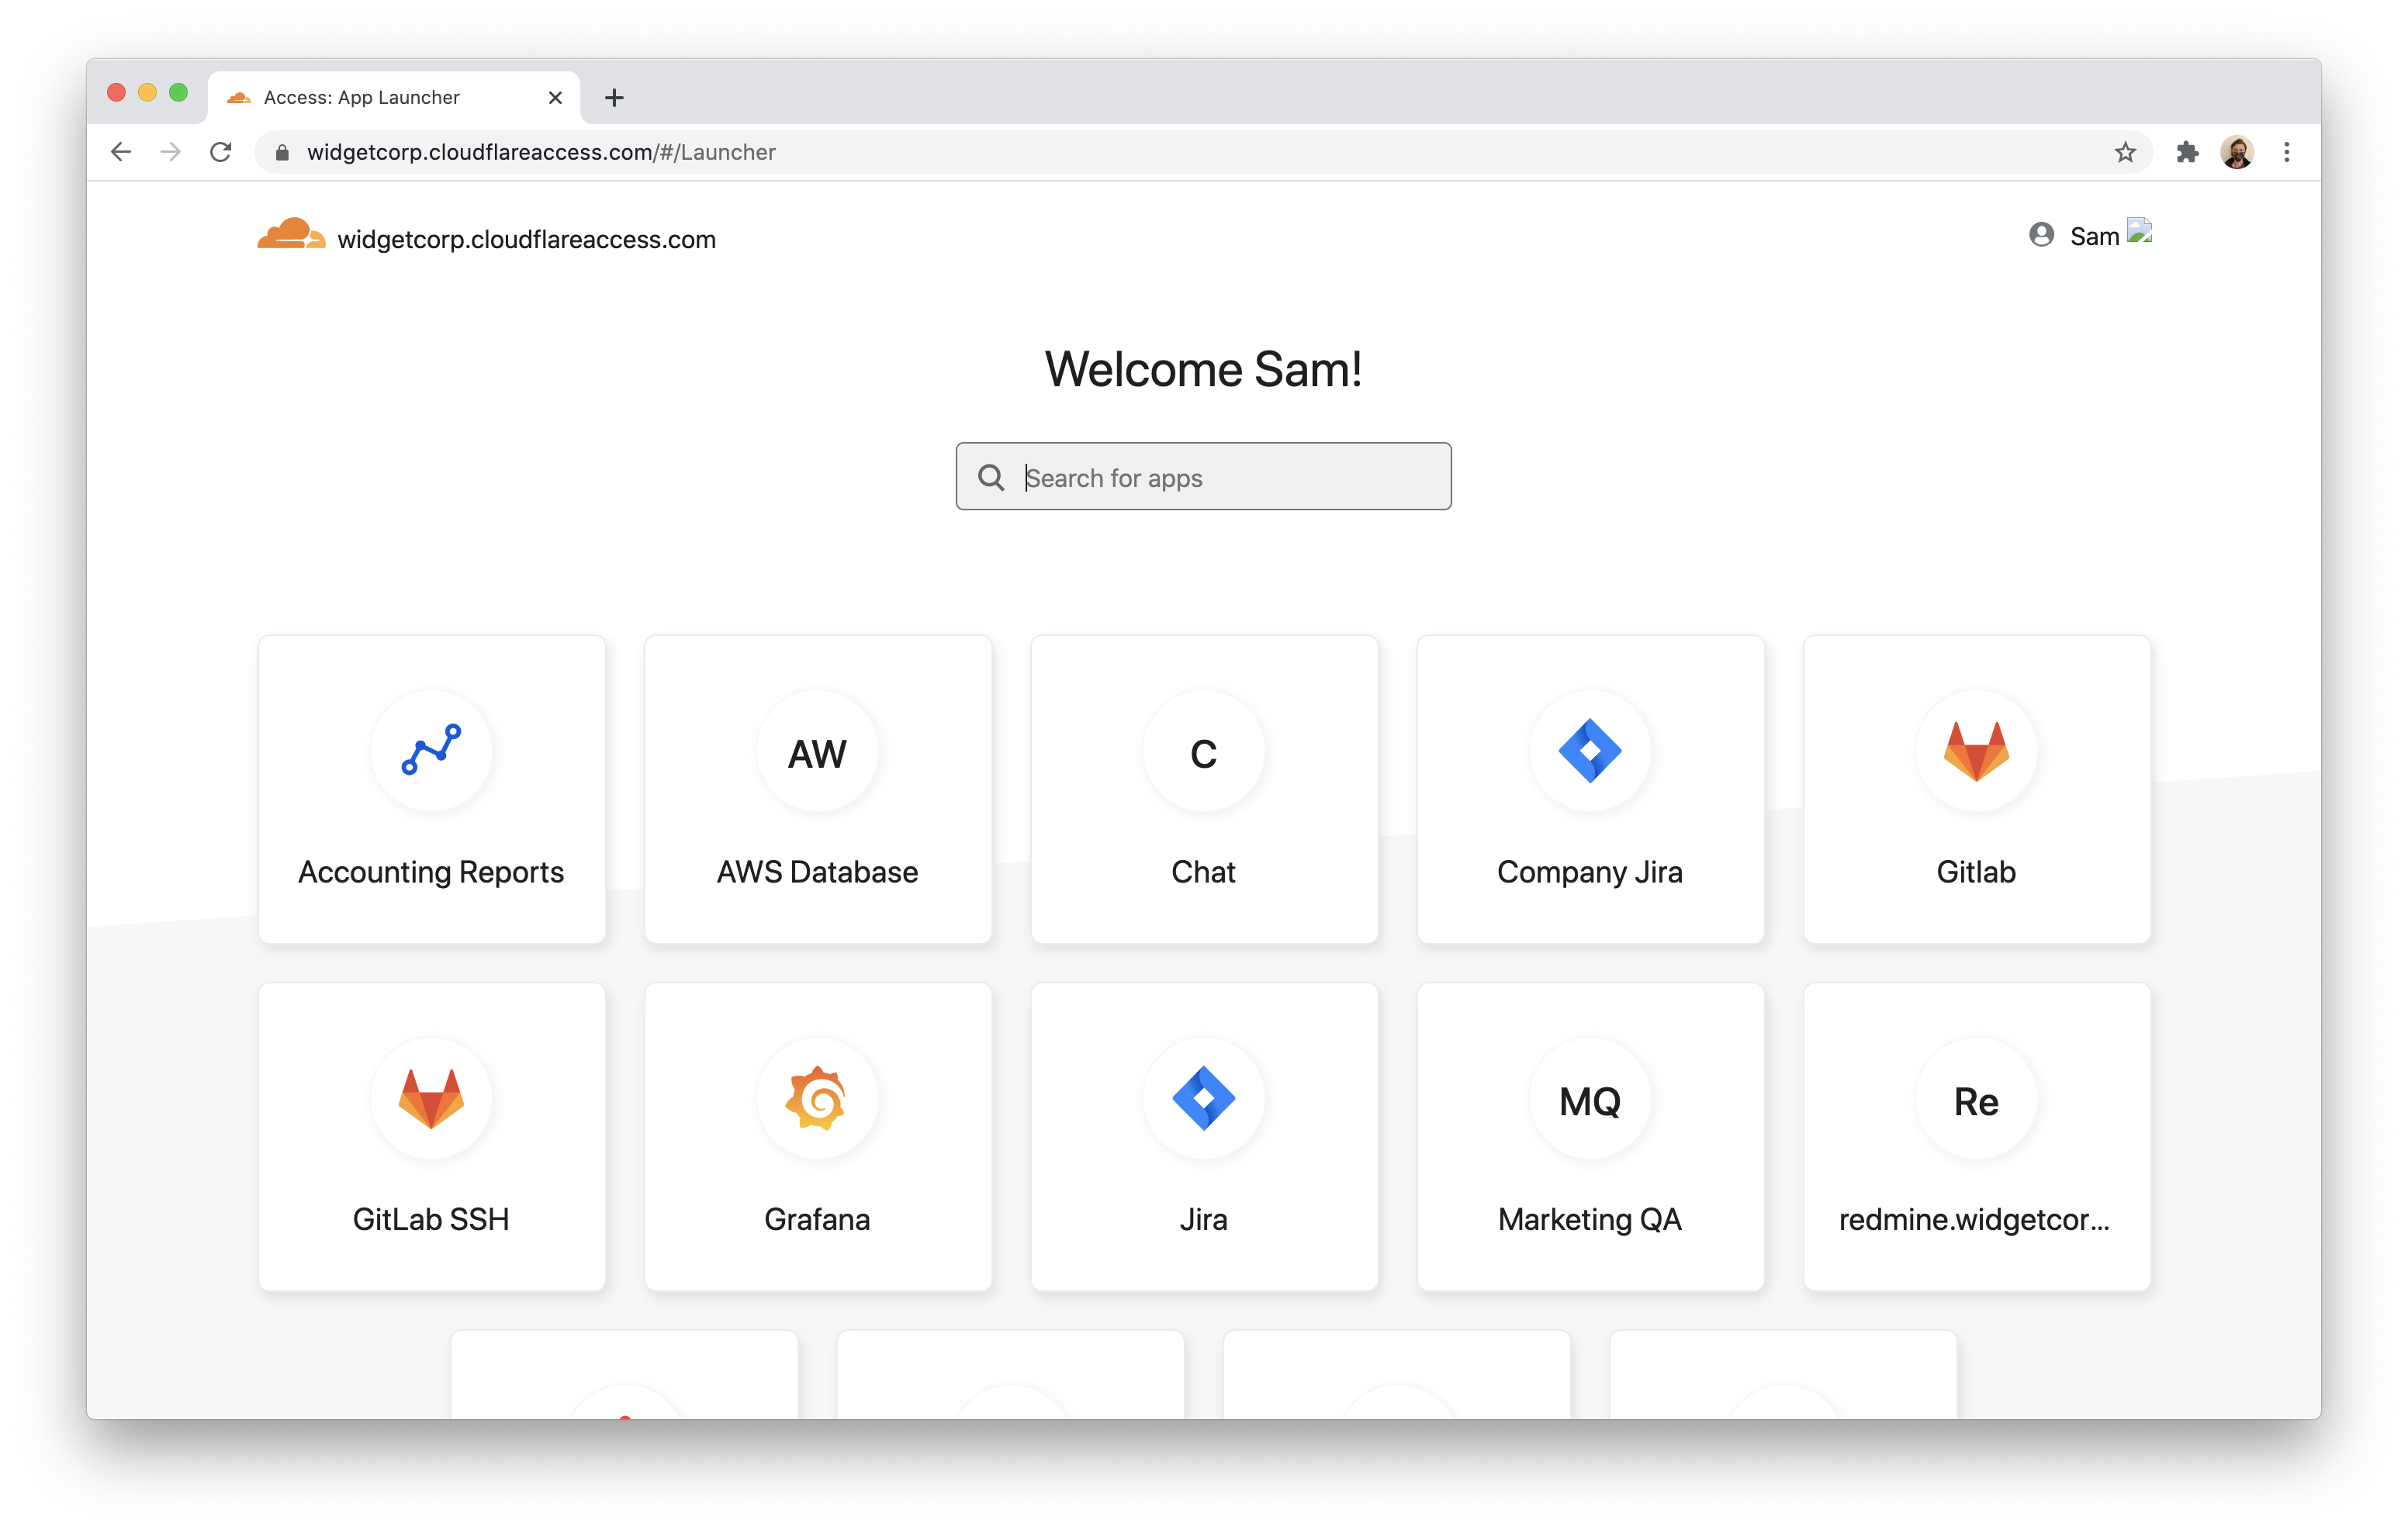 Access: App Launcher
widgetcorp.cloudflareaccess.com/#/Launcher
widgetcorp.cloudflareaccess.com
Sam
Welcome Sam!
Search for apps
AW
C
Accounting Reports
AWS Database
Chat
Company Jira
Gitlab
MQ
Re
GitLab SSH
Grafana
Jira
Marketing QA
redmine.widgetcor...